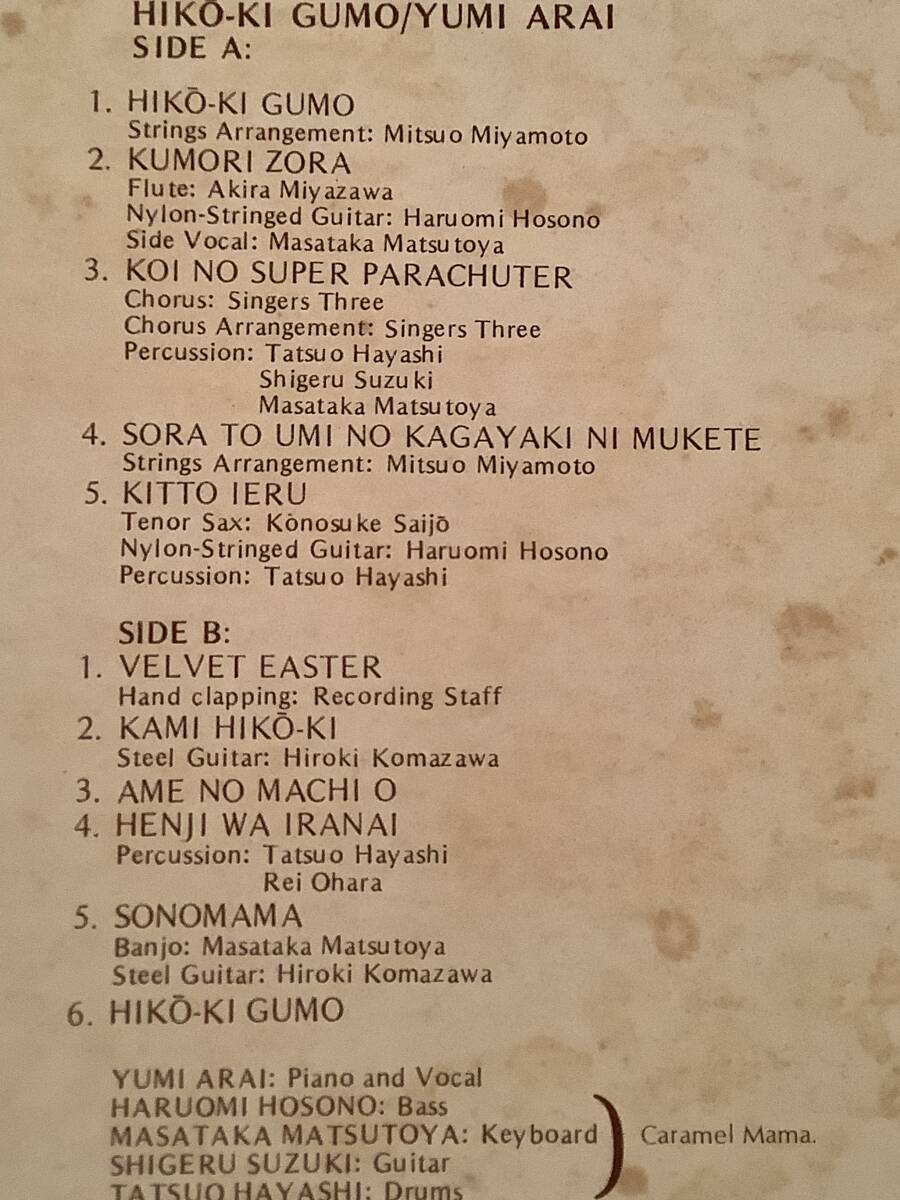 HIKŌ-KI GUMO/YUMI ARAI
SIDE A:
1. HIKŌ-KI GUMO
Strings Arrangement: Mitsuo Miyamoto
2. KUMORI ZORA
Flute: Akira Miyazawa
Nylon-Stringed Guitar: Haruomi Hosono
Side Vocal: Masataka Matsutoya
3. KOI NO SUPER PARACHUTER
Chorus: Singers Three
Chorus Arrangement: Singers Three
Percussion: Tatsuo Hayashi
Shigeru Suzuki
Masataka Matsutoya
4. SORA TO UMI NO KAGAYAKI NI MUKETE
Strings Arrangement: Mitsuo Miyamoto
5. KITTO IERU
Tenor Sax: Kōnosuke Saijō
Nylon-Stringed Guitar: Haruomi Hosono
Percussion: Tatsuo Hayashi
SIDE B:
1. VELVET EASTER
Hand clapping: Recording Staff
2. KAMI HIKŌ-KI
Steel Guitar: Hiroki Komazawa
3. AME NO MACHI O
4. HENJI WA IRANAI
Percussion: Tatsuo Hayashi
Rei Ohara
5. SONOMAMA
Banjo: Masataka Matsutoya
Steel Guitar: Hiroki Komazawa
6. HIKŌ-KI GUMO
YUMI ARAI: Piano and Vocal
HARUOMI HOSONO: Bass
MASATAKA MATSUTOYA: Keyboard ) Caramel Mama.
SHIGERU SUZUKI: Guitar
TATSUO HAYASHI: Drums